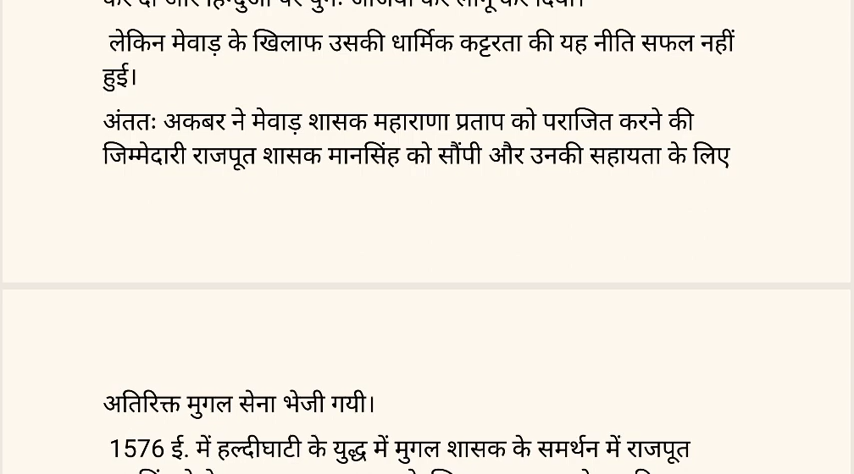 लेकिन मेवाड़ के खिलाफ उसकी धार्मिक कट्टरता की यह नीति सफल नहीं
हुई।
अंततः अकबर ने मेवाड़ शासक महाराणा प्रताप को पराजित करने की
जिम्मेदारी राजपूत शासक मानसिंह को सौंपी और उनकी सहायता के लिए
अतिरिक्त मुगल सेना भेजी गयी।
1576 ई. में हल्दीघाटी के युद्ध में मुगल शासक के समर्थन में राजपूत